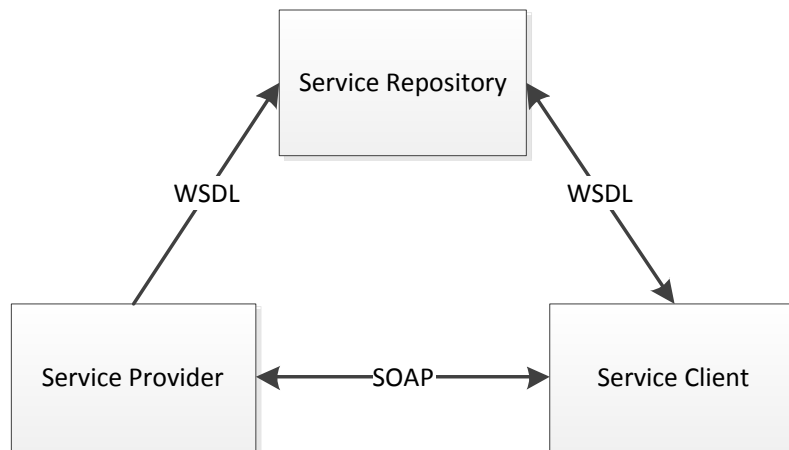 Service Repository
WSDL
WSDL
Service Provider
SOAP
Service Client